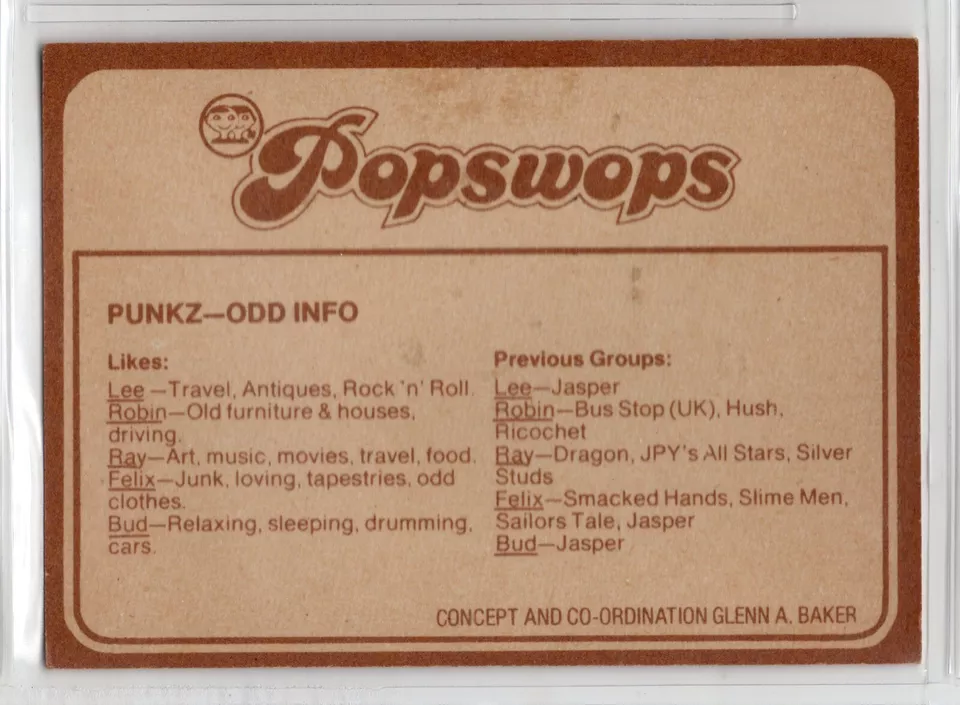 Popswops
PUNKZ—ODD INFO
Likes:
Lee—Travel, Antiques, Rock 'n' Roll.
Robin—Old furniture & houses,
driving.
Ray—Art, music, movies, travel, food.
Felix—Junk, loving, tapestries, odd
clothes.
Bud—Relaxing, sleeping, drumming,
cars.
Previous Groups:
Lee—Jasper
Robin—Bus Stop (UK), Hush,
Ricochet
Ray—Dragon, JPY's All Stars, Silver
Studs
Felix—Smacked Hands, Slime Men,
Sailors Tale, Jasper
Bud—Jasper
CONCEPT AND CO-ORDINATION GLENN A. BAKER